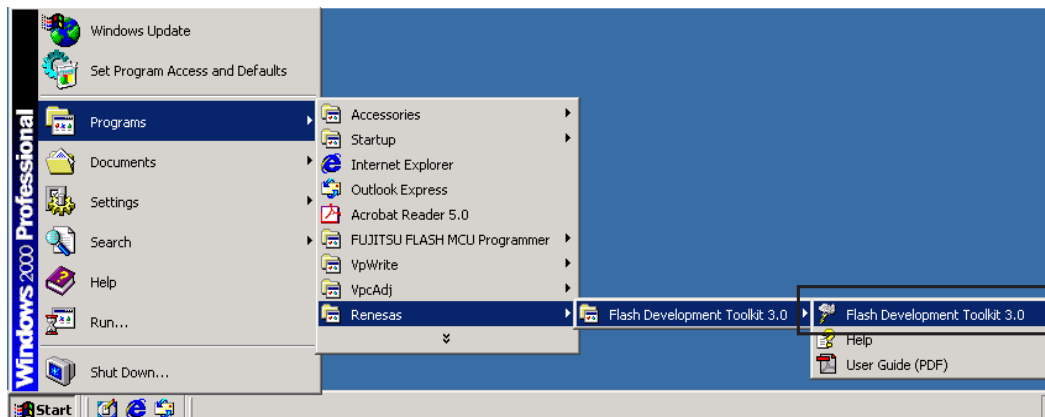 Windows 2000 Professional
Windows Update
Set Program Access and Defaults
Programs
Documents
Settings
Search
Help
Run...
Shut Down...
Accessories
Startup
Internet Explorer
Outlook Express
Acrobat Reader 5.0
FUJITSU FLASH MCU Programmer
VpWrite
VpcAdj
Renesas
Flash Development Toolkit 3.0
Flash Development Toolkit 3.0
Help
User Guide (PDF)
Start